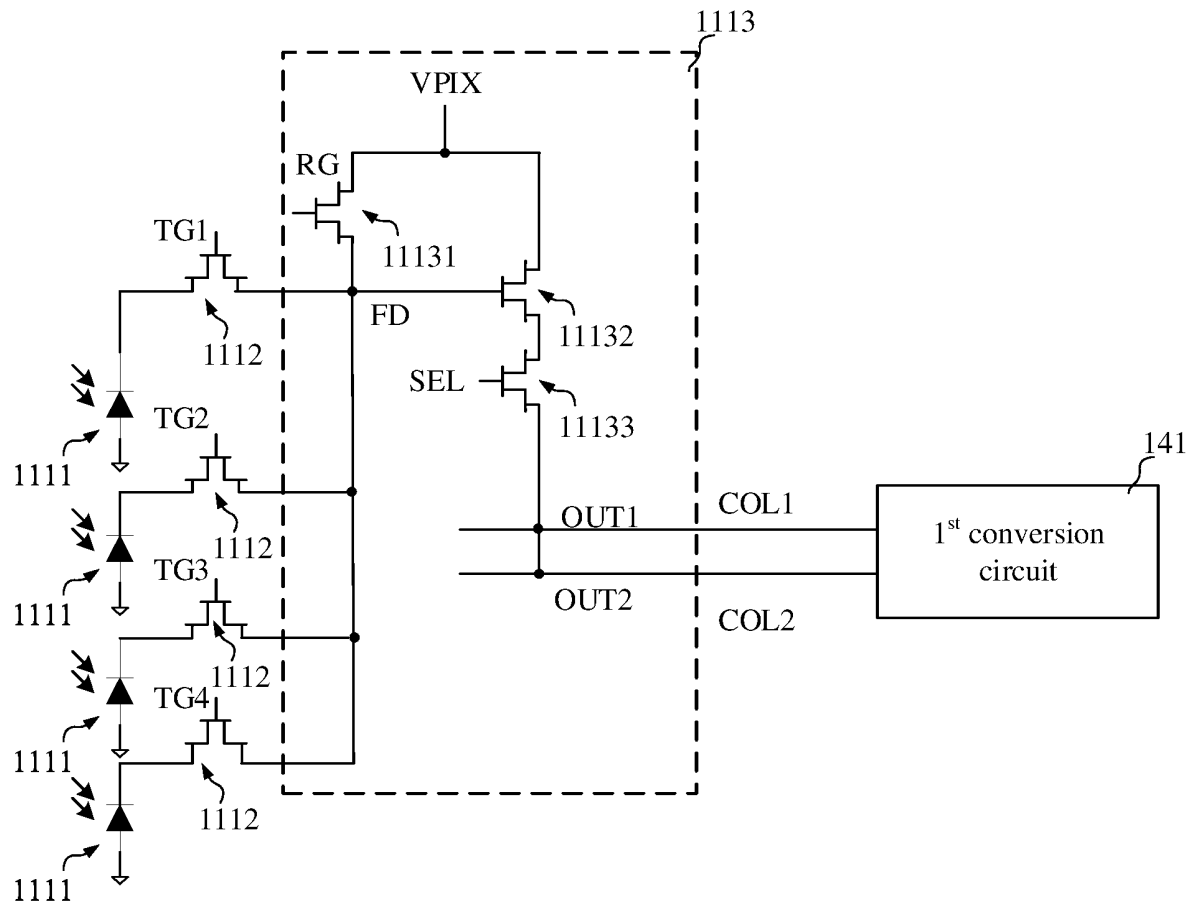 1113
VPIX
RG
TG1
11131
FD
11132
1112
SEL
TG2
11133
1111
141
OUT1
COL1
1st conversion
circuit
1112
TG3
OUT2
COL2
1111
1112
TG4
1111
1112
1111